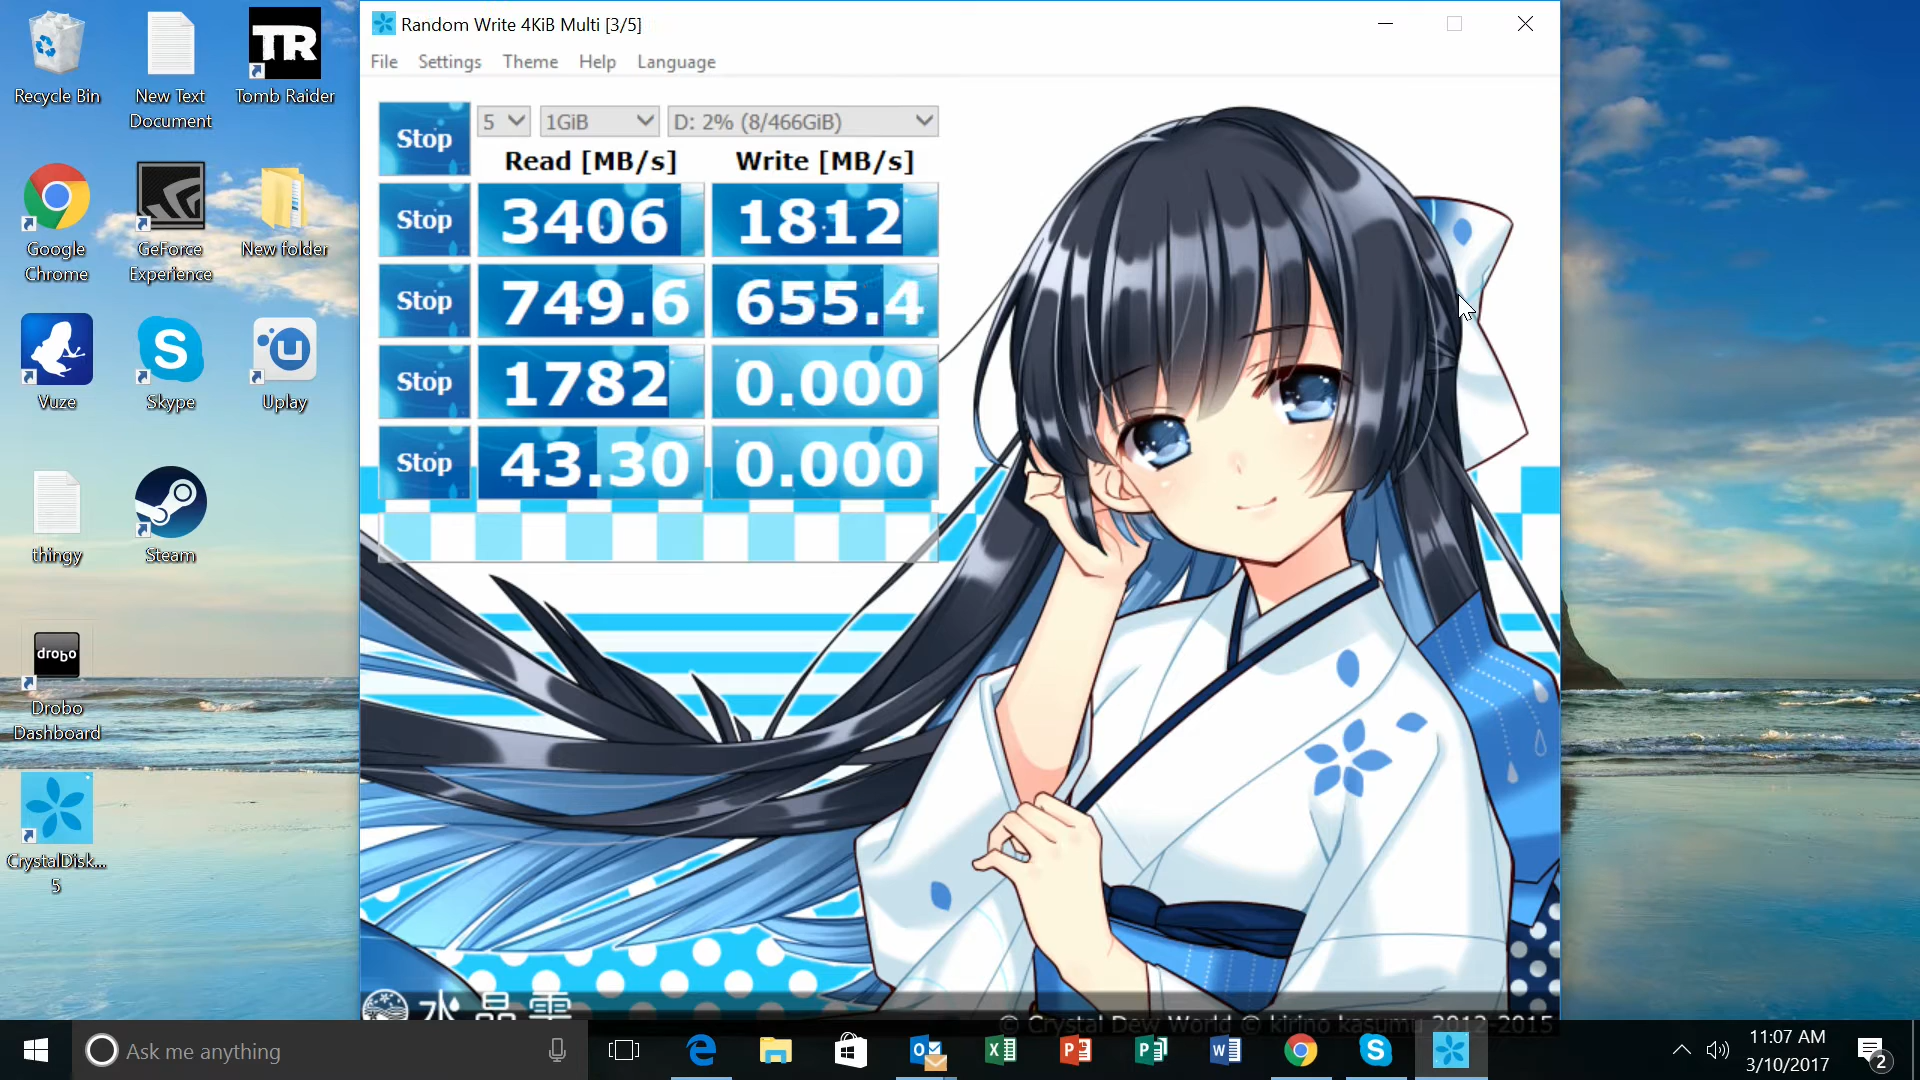 Random Write 4KiB Multi [3/5]
File Settings Theme Help Language
Stop 5 1GiB D: 2% (8/466GiB)
Read [MB/s] Write [MB/s]
Stop 3406 1812
Stop 749.6 655.4
Stop 1782 0.000
Stop 43.30 0.000
水晶雫
© Crystal Dew World © kirino kasumu 2012-2015
Recycle Bin
New Text
Document
TR
Tomb Raider
Google
Chrome
GeForce
Experience
New folder
Vuze
S
Skype
u
Uplay
thingy
Steam
drobo
Drobo
Dashboard
CrystalDisk...
5
Ask me anything
11:07 AM
3/10/2017
2